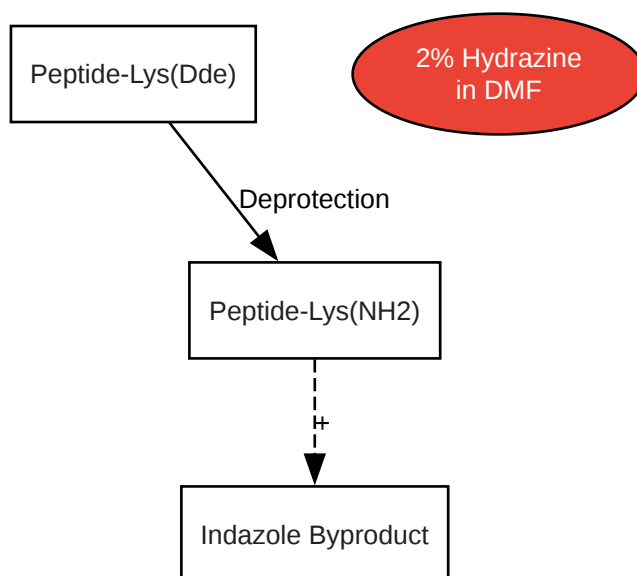 Peptide-Lys(Dde)
2% Hydrazine
in DMF
Deprotection
Peptide-Lys(NH2)
+
Indazole Byproduct